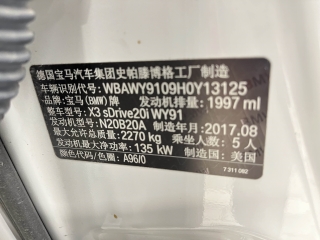 德国宝马汽车集团史帕滕博格工厂制造
车辆识别代号: WBAWY9109H0Y13125
品牌: 宝马(BMW)牌 发动机排量: 1997 ml
整车型号: X3 sDrive20i WY91
发动机型号: N20B20A 制造年月: 2017.08
最大允许总质量: 2270 kg 乘坐人数: 5 人
发动机最大净功率: 135 kW 制造国: 美国
颜色代码/色圈: A96/0
7 311 082